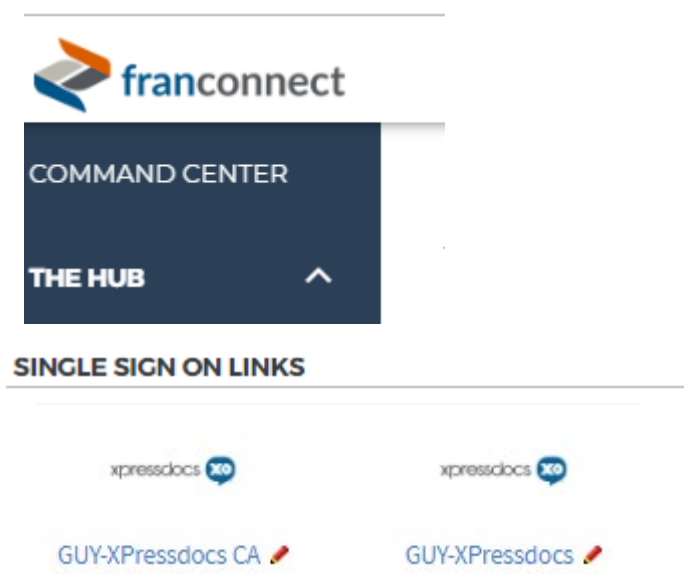 franconnect
COMMAND CENTER
THE HUB
SINGLE SIGN ON LINKS
xpressdocs XO xpressdocs XO
GUY-XPressdocs CA GUY-XPressdocs